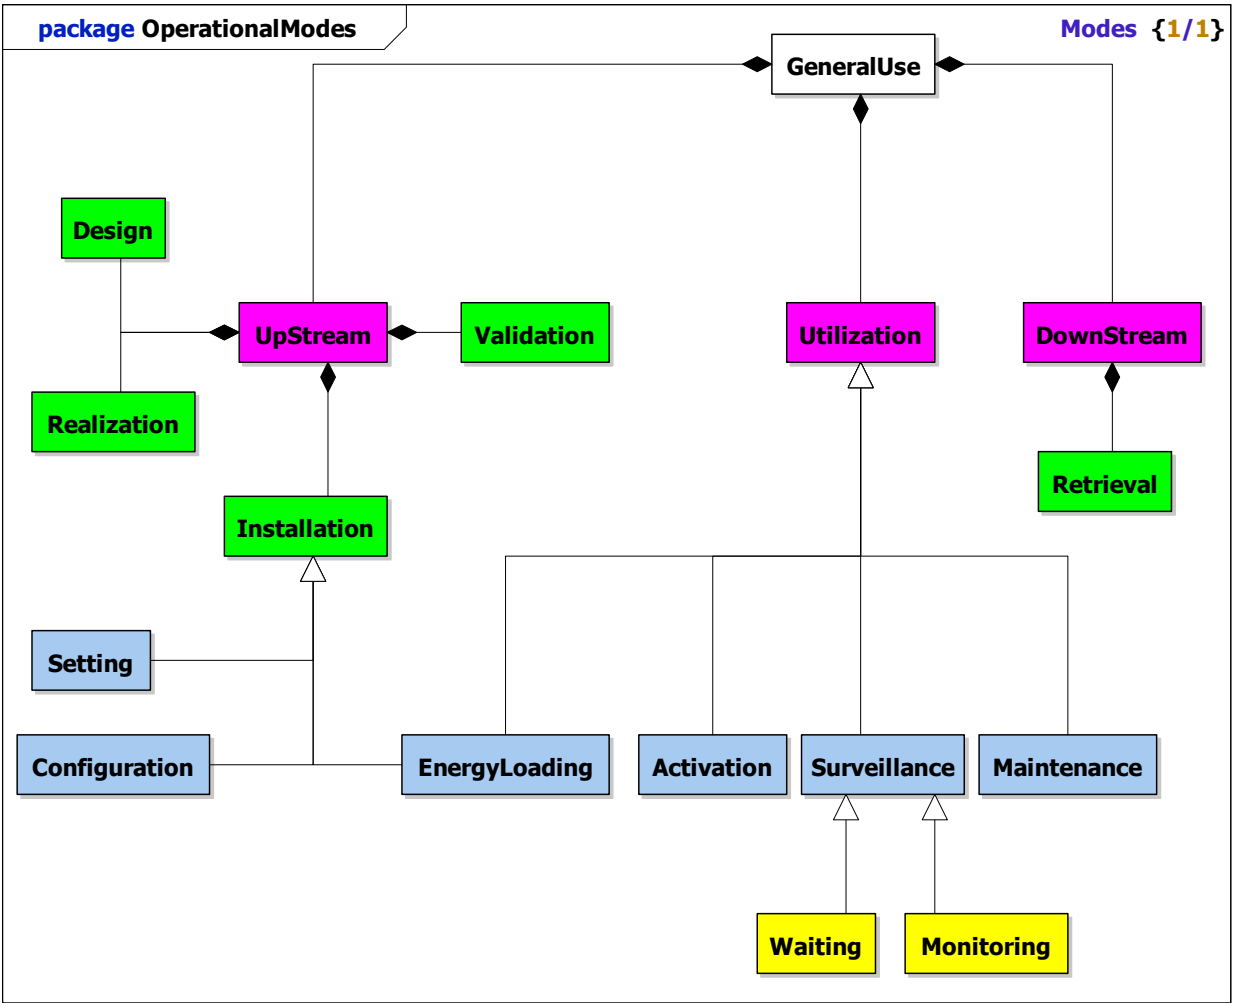 package OperationalModes
Modes {1/1}
GeneralUse
Design
UpStream
Validation
Utilization
DownStream
Realization
Retrieval
Installation
Setting
Configuration
EnergyLoading
Activation
Surveillance
Maintenance
Waiting
Monitoring